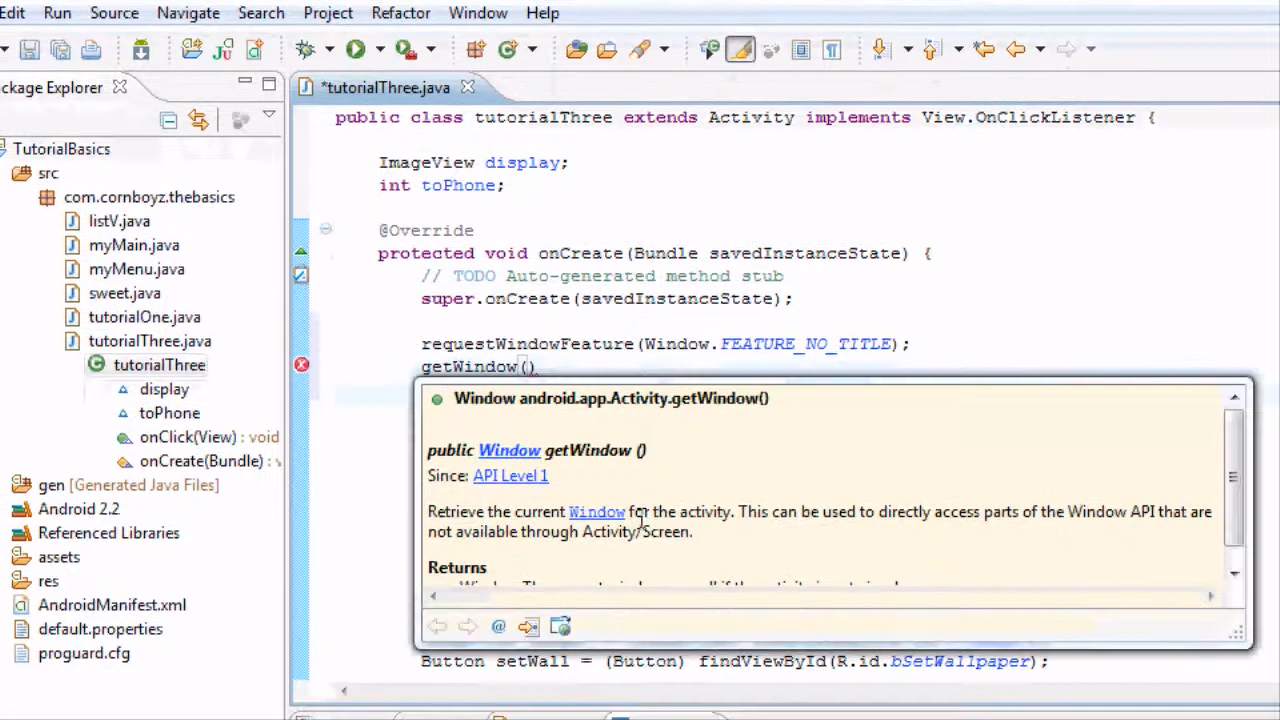 Edit Run Source Navigate Search Project Refactor Window Help
ckage Explorer
*tutorialThree.java
TutorialBasics
src
com.cornboyz.thebasics
listV.java
myMain.java
myMenu.java
sweet.java
tutorialOne.java
tutorialThree.java
tutorialThree
display
toPhone
onClick(View) : void
onCreate(Bundle) : v
gen [Generated Java Files]
Android 2.2
Referenced Libraries
assets
res
AndroidManifest.xml
default.properties
proguard.cfg
public class tutorialThree extends Activity implements View.OnClickListener {
ImageView display;
int toPhone;
@Override
protected void onCreate(Bundle savedInstanceState) {
// TODO Auto-generated method stub
super.onCreate(savedInstanceState);
requestWindowFeature(Window.FEATURE_NO_TITLE);
getWindow()
Window android.app.Activity.getWindow()
public Window getWindow ()
Since: API Level 1
Retrieve the current Window for the activity. This can be used to directly access parts of the Window API that are
not available through Activity/Screen.
Returns
Button setWall = (Button) findViewById(R.id.bSetWallpaper);